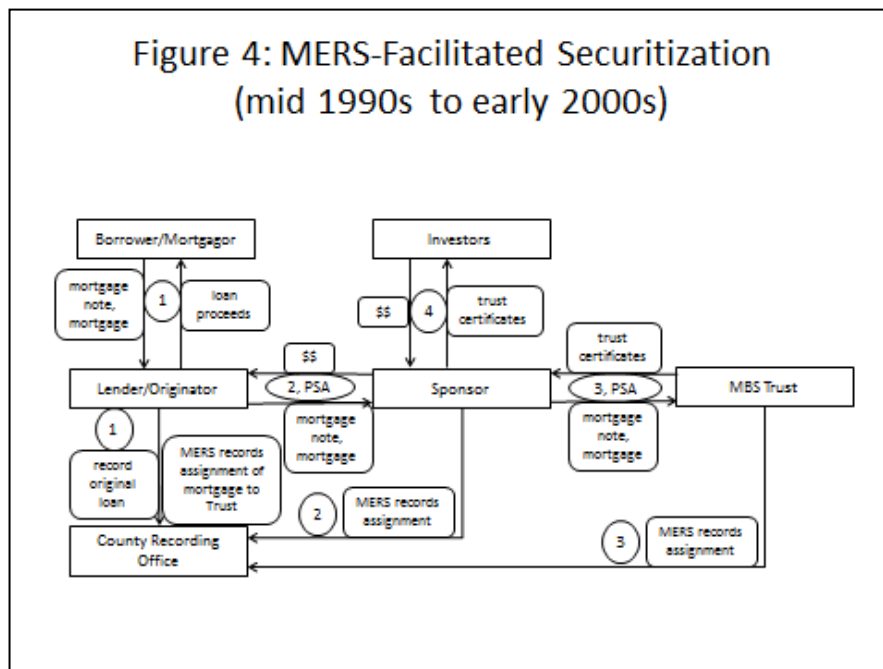 Figure 4: MERS-Facilitated Securitization
(mid 1990s to early 2000s)
Borrower/Mortgagor
Investors
mortgage
note,
mortgage
1
loan
proceeds
$$
4
trust
certificates
$$
trust
certificates
Lender/Originator
2, PSA
Sponsor
3, PSA
MBS Trust
1
mortgage
note,
mortgage
mortgage
note,
mortgage
record
original
loan
MERS records
assignment of
mortgage to
Trust
2
MERS records
assignment
3
MERS records
assignment
County Recording
Office